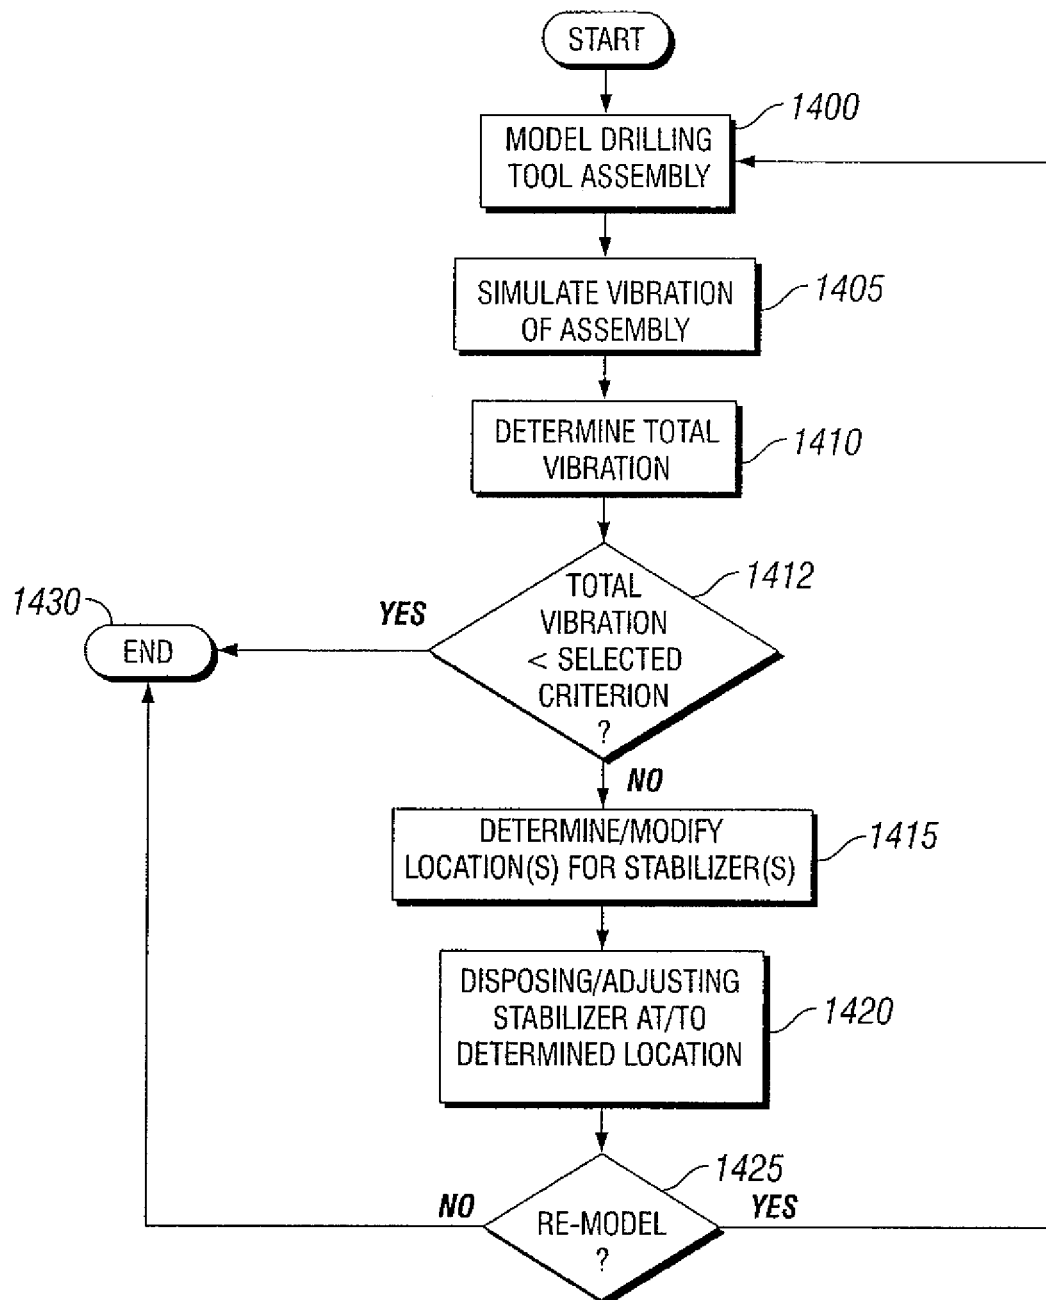 START
1400
MODEL DRILLING
TOOL ASSEMBLY
1405
SIMULATE VIBRATION
OF ASSEMBLY
1410
DETERMINE TOTAL
VIBRATION
1412
TOTAL
VIBRATION
< SELECTED
CRITERION
?
YES
1430
END
NO
1415
DETERMINE/MODIFY
LOCATION(S) FOR STABILIZER(S)
1420
DISPOSING/ADJUSTING
STABILIZER AT/TO
DETERMINED LOCATION
1425
NO
RE-MODEL
?
YES